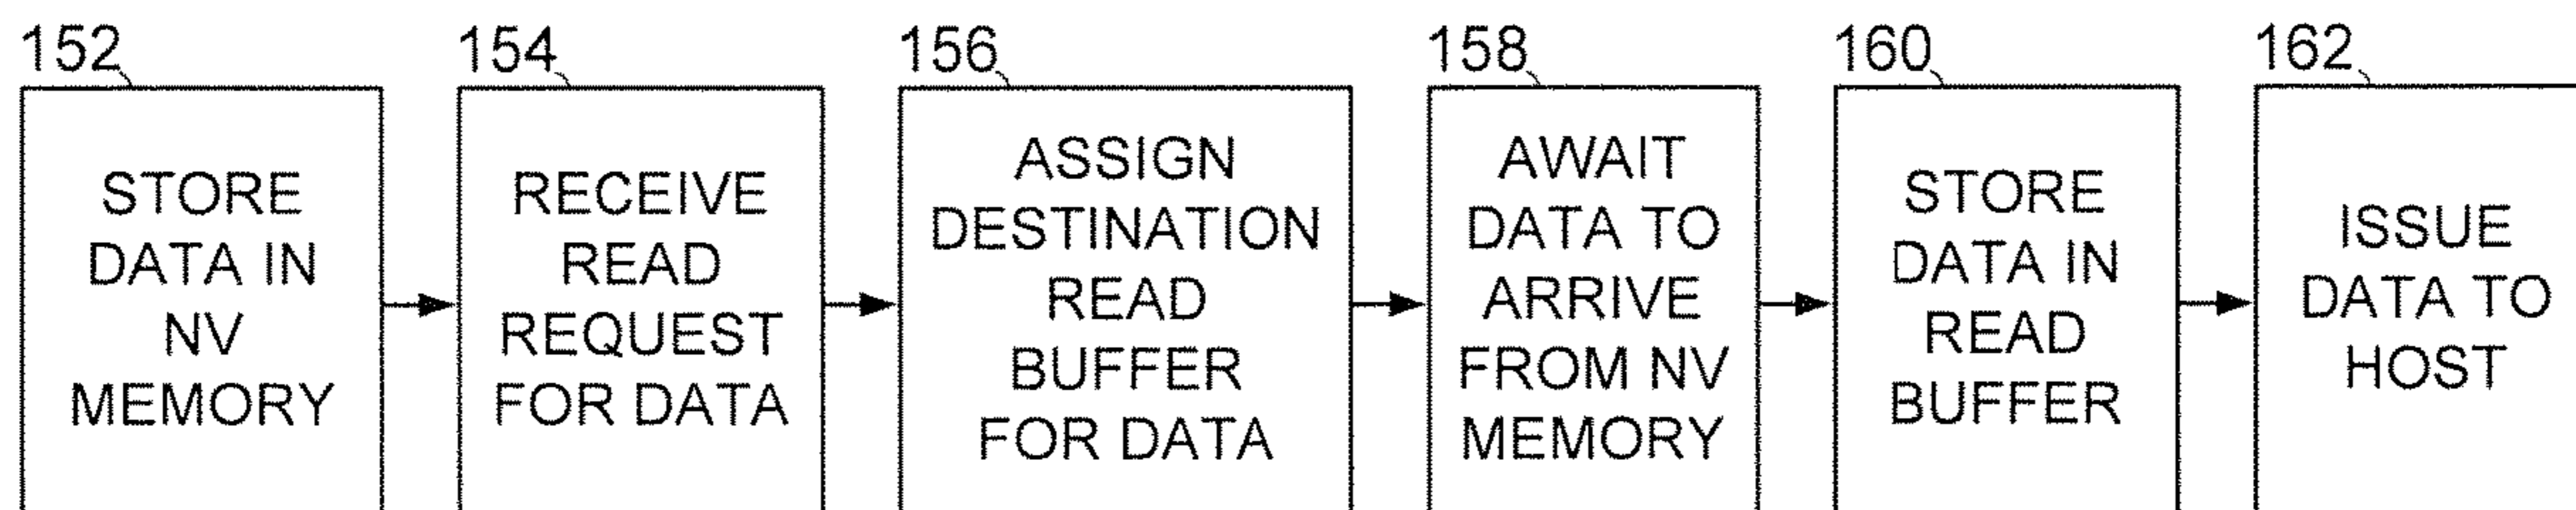 152
STORE
DATA IN
NV
MEMORY
154
RECEIVE
READ
REQUEST
FOR DATA
156
ASSIGN
DESTINATION
READ
BUFFER
FOR DATA
158
AWAIT
DATA TO
ARRIVE
FROM NV
MEMORY
160
STORE
DATA IN
READ
BUFFER
162
ISSUE
DATA TO
HOST